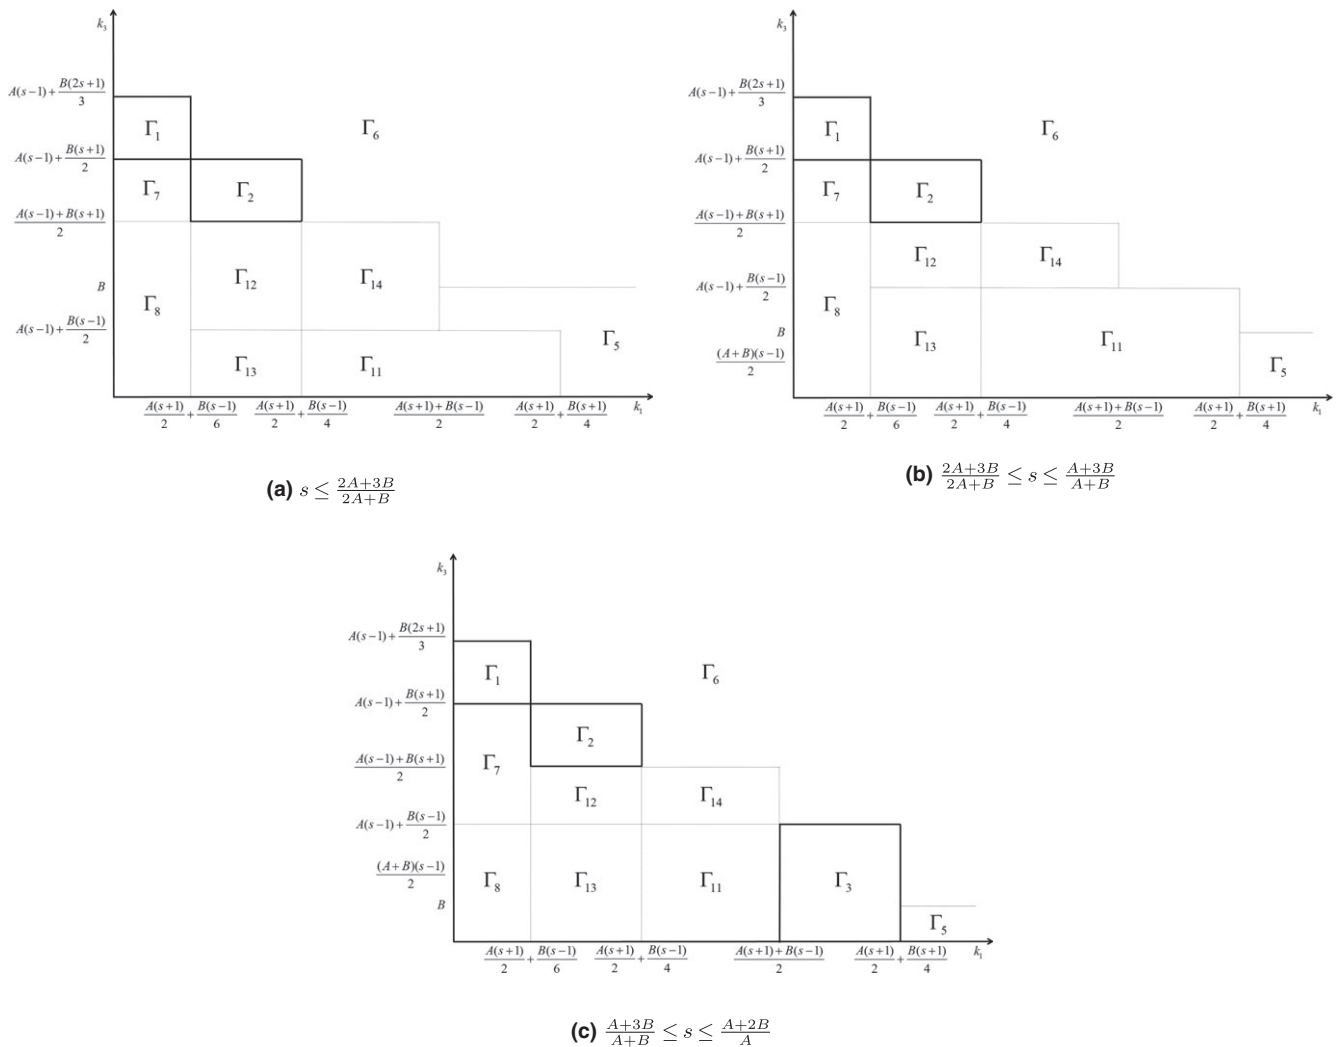 k₃
A(s−1)+B(2s+1)/3
Γ₁
Γ₆
A(s−1)+B(s+1)/2
Γ₇
Γ₂
A(s−1)+B(s+1)/2
Γ₁₂
Γ₁₄
B
Γ₈
A(s−1)+B(s−1)/2
Γ₅
Γ₁₃
Γ₁₁
A(s+1)/2+B(s−1)/6
A(s+1)/2+B(s−1)/4
A(s+1)+B(s−1)/2
A(s+1)/2+B(s+1)/4
k₁
(a) s ≤ 2A+3B/2A+B
k₃
A(s−1)+B(2s+1)/3
Γ₁
Γ₆
A(s−1)+B(s+1)/2
Γ₇
Γ₂
A(s−1)+B(s+1)/2
Γ₁₂
Γ₁₄
A(s−1)+B(s−1)/2
Γ₈
B
Γ₁₃
Γ₁₁
(A+B)(s−1)/2
Γ₅
A(s+1)/2+B(s−1)/6
A(s+1)/2+B(s−1)/4
A(s+1)+B(s−1)/2
A(s+1)/2+B(s+1)/4
k₁
(b) 2A+3B/2A+B ≤ s ≤ A+3B/A+B
k₃
A(s−1)+B(2s+1)/3
Γ₁
Γ₆
A(s−1)+B(s+1)/2
Γ₂
Γ₇
A(s−1)+B(s+1)/2
Γ₁₂
Γ₁₄
A(s−1)+B(s−1)/2
(A+B)(s−1)/2
Γ₈
Γ₁₃
Γ₁₁
Γ₃
B
Γ₅
A(s+1)/2+B(s−1)/6
A(s+1)/2+B(s−1)/4
A(s+1)+B(s−1)/2
A(s+1)/2+B(s+1)/4
k₁
(c) A+3B/A+B ≤ s ≤ A+2B/A